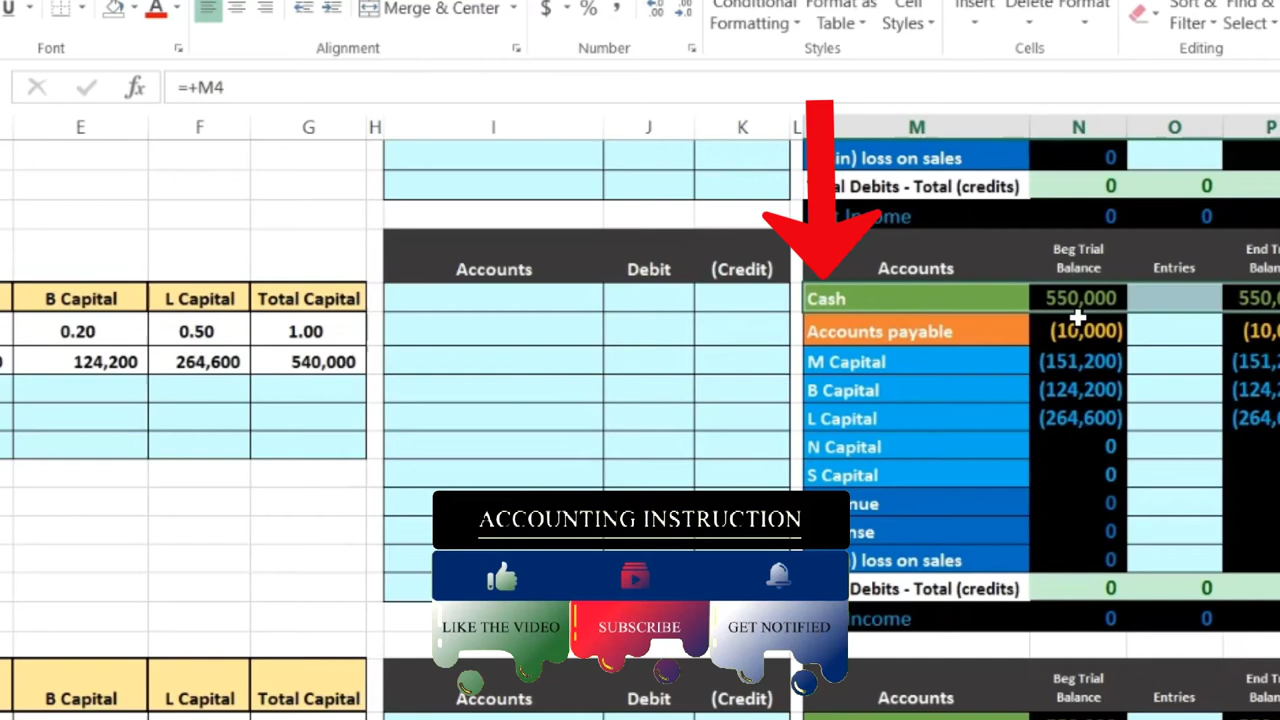 U A Merge & Center $ % , Conditional Format as Cell Insert Delete Format Sort & Find &
Formatting Table Styles Filter Select
Font Alignment Number Styles Cells Editing
fx =+M4
E F G H I J K L M N O P
in) loss on sales 0
al Debits - Total (credits) 0 0
Income 0 0
Accounts Debit (Credit) Accounts Beg Trial Balance Entries End T Balan
B Capital L Capital Total Capital Cash 550,000 550,0
0.20 0.50 1.00 Accounts payable (10,000) (10,0
0 124,200 264,600 540,000 M Capital (151,200) (151,2
B Capital (124,200) (124,2
L Capital (264,600) (264,6
N Capital 0
S Capital 0
nue 0
nse 0
) loss on sales 0
Debits - Total (credits) 0 0
Income 0 0
ACCOUNTING INSTRUCTION
LIKE THE VIDEO SUBSCRIBE GET NOTIFIED
B Capital L Capital Total Capital Accounts Debit (Credit) Accounts Beg Trial Balance Entries End T Balan